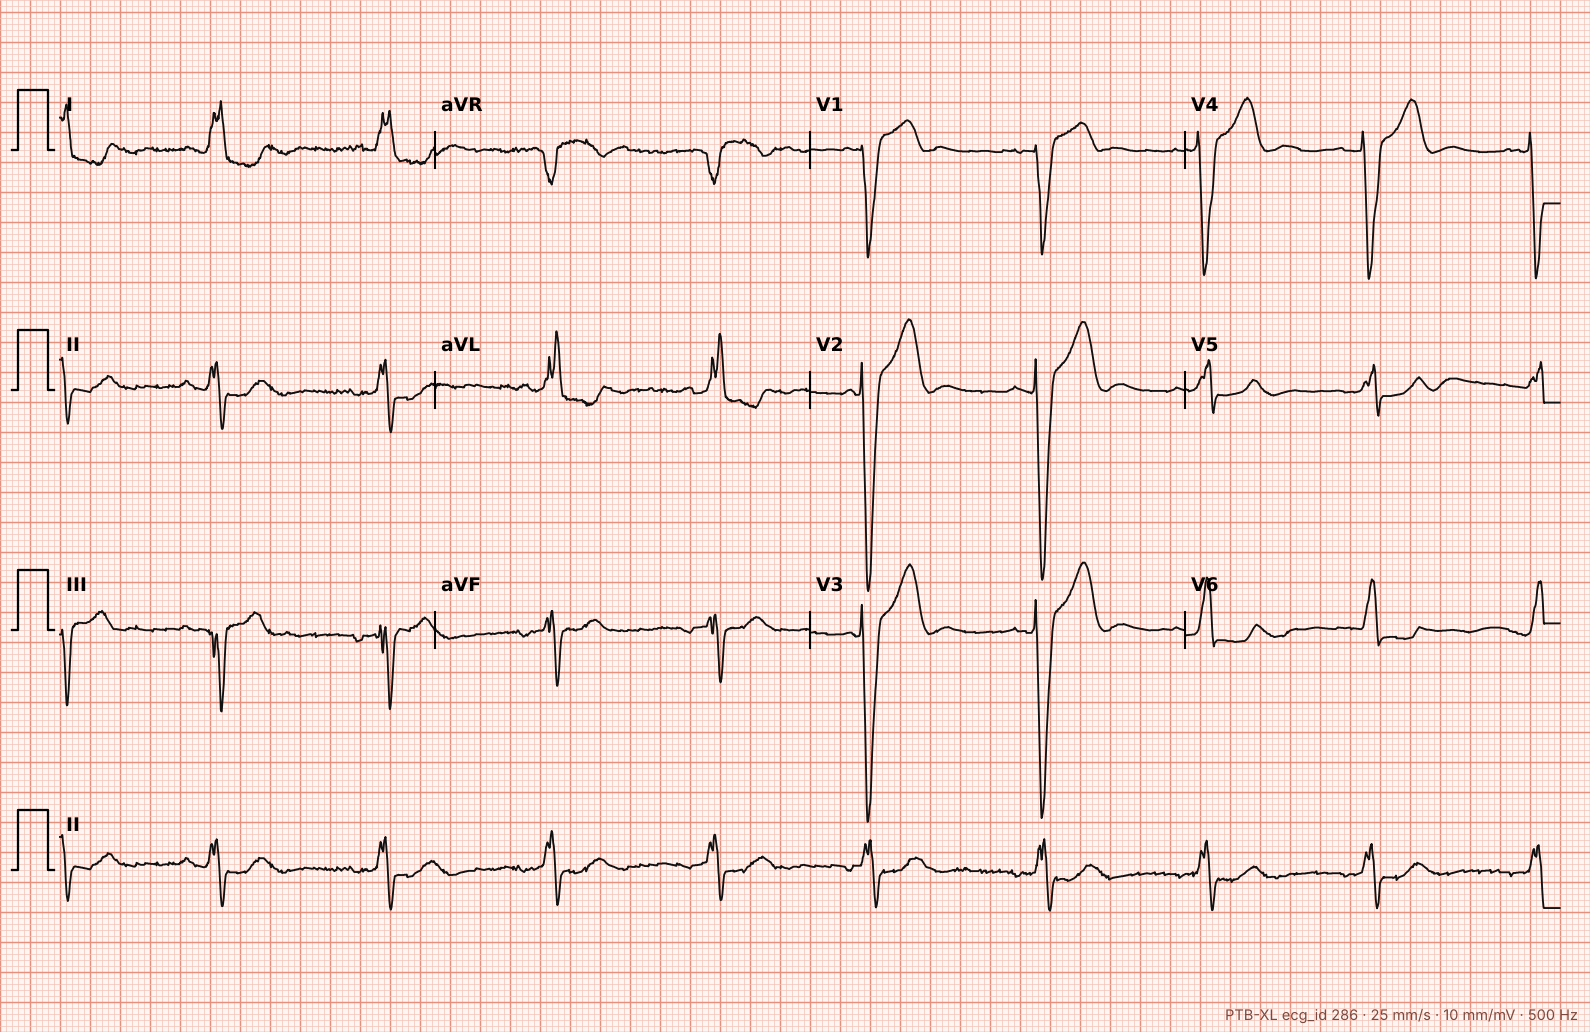 I aVR V1 V4
II aVL V2 V5
III aVF V3 V6
II
PTB-XL ecg_id 286 · 25 mm/s · 10 mm/mV · 500 Hz